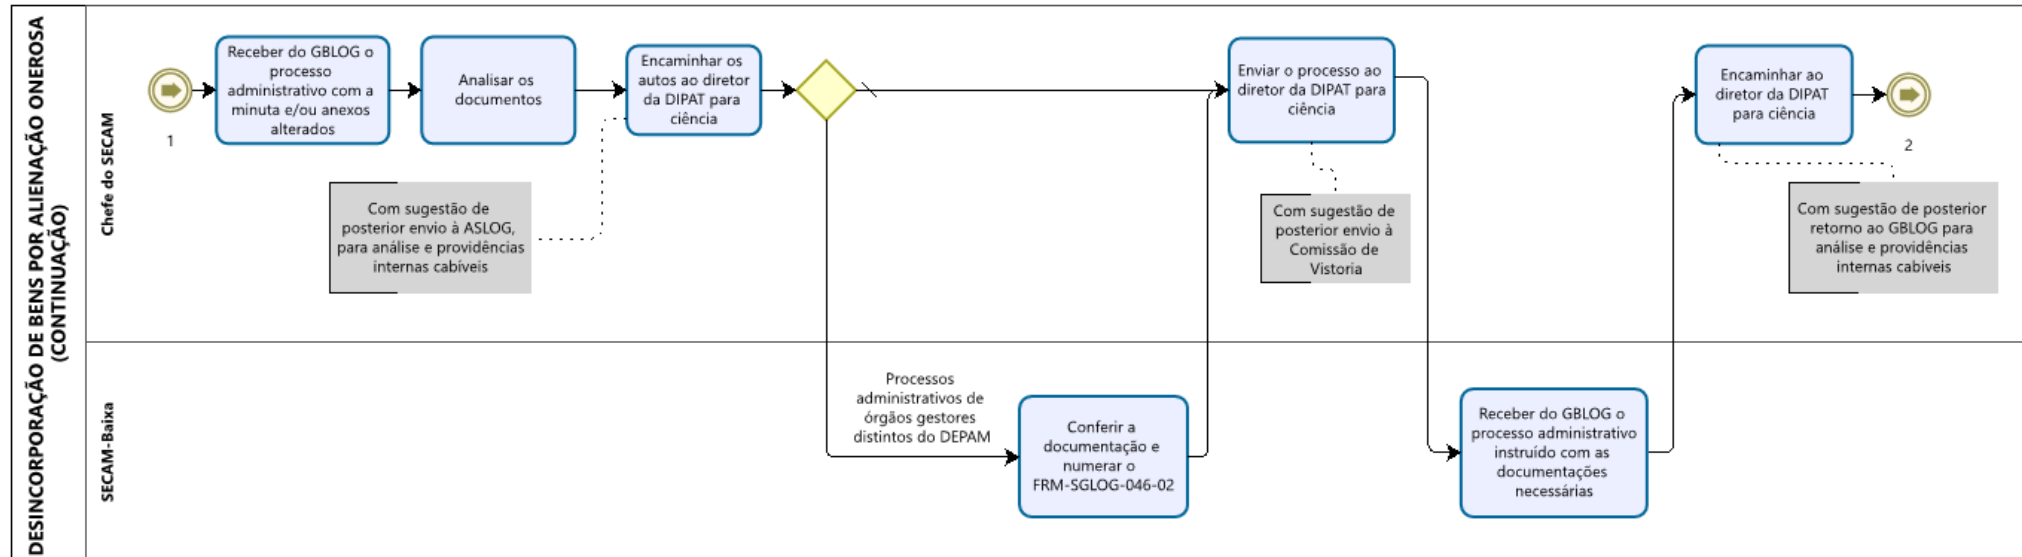 DESINCORPORAÇÃO DE BENS POR ALIENAÇÃO ONEROSA
(CONTINUAÇÃO)
Chefe do SECAM
1
Receber do GBLOG o
processo
administrativo com a
minuta e/ou anexos
alterados
Analisar os
documentos
Encaminhar os
autos ao diretor
da DIPAT para
ciência
Com sugestão de
posterior envio à ASLOG,
para análise e providências
internas cabíveis
Enviar o processo ao
diretor da DIPAT para
ciência
Com sugestão de
posterior envio à
Comissão de
Vistoria
Encaminhar ao
diretor da DIPAT
para ciência
2
Com sugestão de posterior
retorno ao GBLOG para
análise e providências
internas cabíveis
SECAM-Baixa
Processos
administrativos de
órgãos gestores
distintos do DEPAM
Conferir a
documentação e
numerar o
FRM-SGLOG-046-02
Receber do GBLOG o
processo administrativo
instruído com as
documentações
necessárias